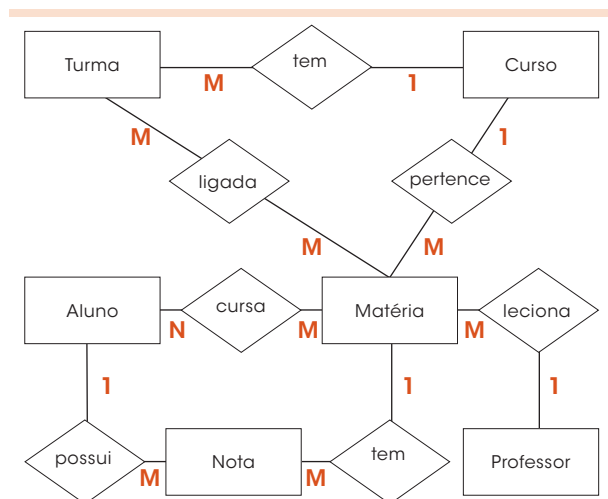 Turma
M
tem
1
Curso
M
1
ligada
pertence
M
M
Aluno
N
cursa
M
Matéria
M
leciona
1
1
1
possui
M
Nota
M
tem
Professor